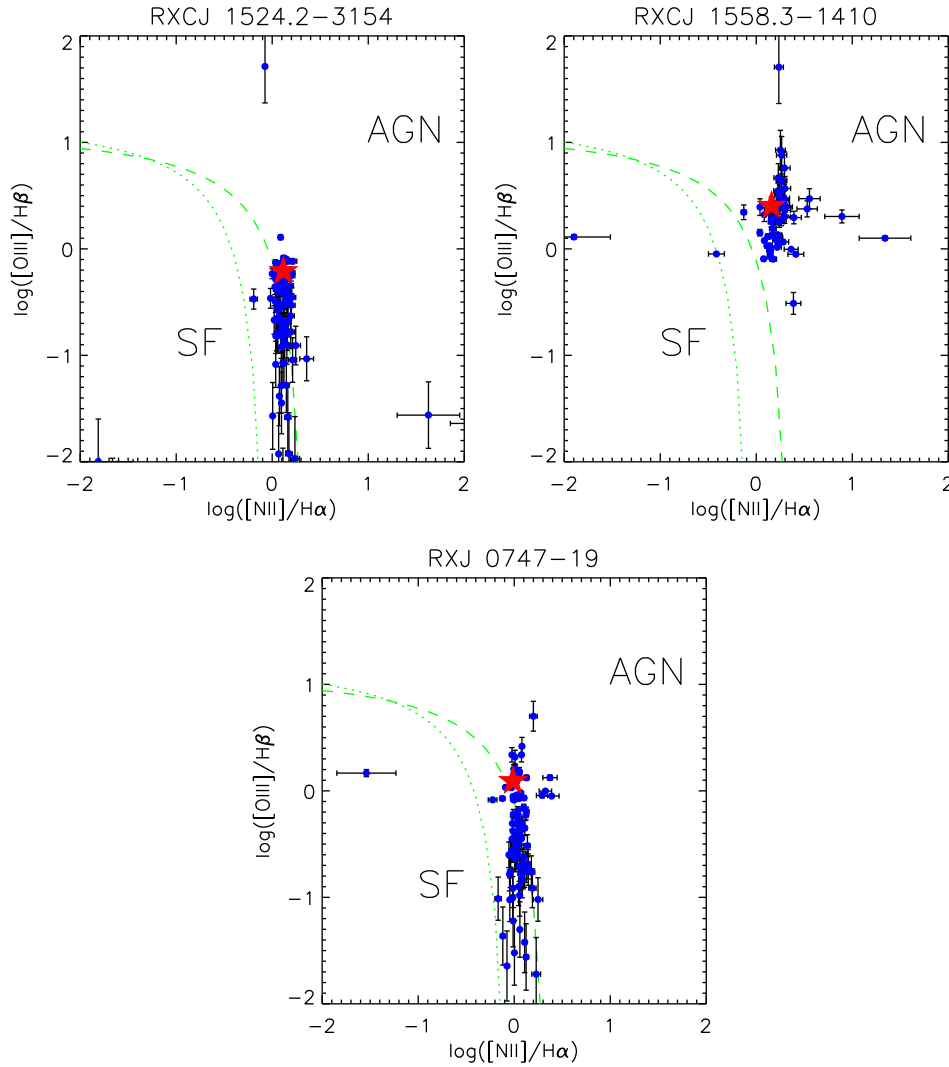 RXCJ 1524.2−3154
RXCJ 1558.3−1410
2
1
0
−1
−2
log([OIII]/Hβ)
AGN
SF
−2 −1 0 1 2
log([NII]/Hα)
2
1
0
−1
−2
log([OIII]/Hβ)
AGN
SF
−2 −1 0 1 2
log([NII]/Hα)
RXJ 0747−19
2
1
0
−1
−2
log([OIII]/Hβ)
AGN
SF
−2 −1 0 1 2
log([NII]/Hα)